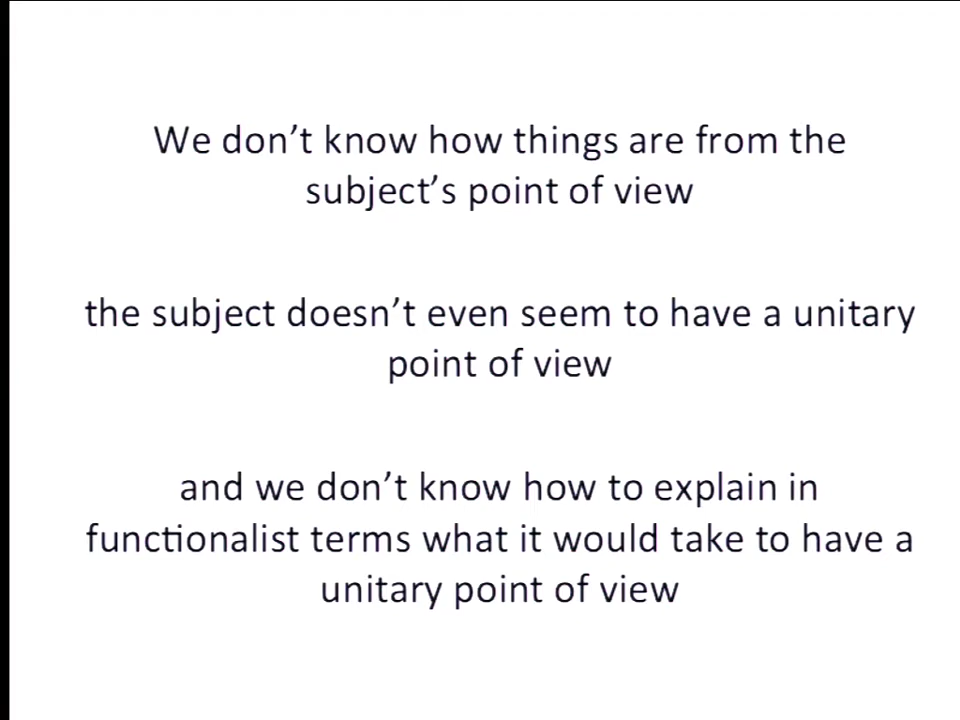 We don’t know how things are from the
subject’s point of view
the subject doesn’t even seem to have a unitary
point of view
and we don’t know how to explain in
functionalist terms what it would take to have a
unitary point of view